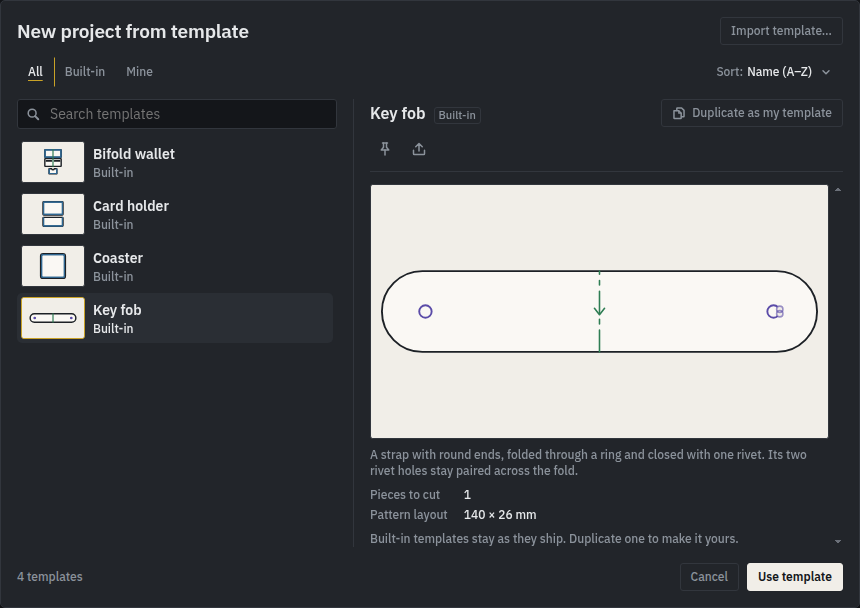 New project from template
Import template...
All
Built-in
Mine
Sort: Name (A–Z)
Search templates
Bifold wallet
Built-in
Card holder
Built-in
Coaster
Built-in
Key fob
Built-in
Key fob
Built-in
Duplicate as my template
A strap with round ends, folded through a ring and closed with one rivet. Its two
rivet holes stay paired across the fold.
Pieces to cut 1
Pattern layout 140 × 26 mm
Built-in templates stay as they ship. Duplicate one to make it yours.
4 templates
Cancel
Use template